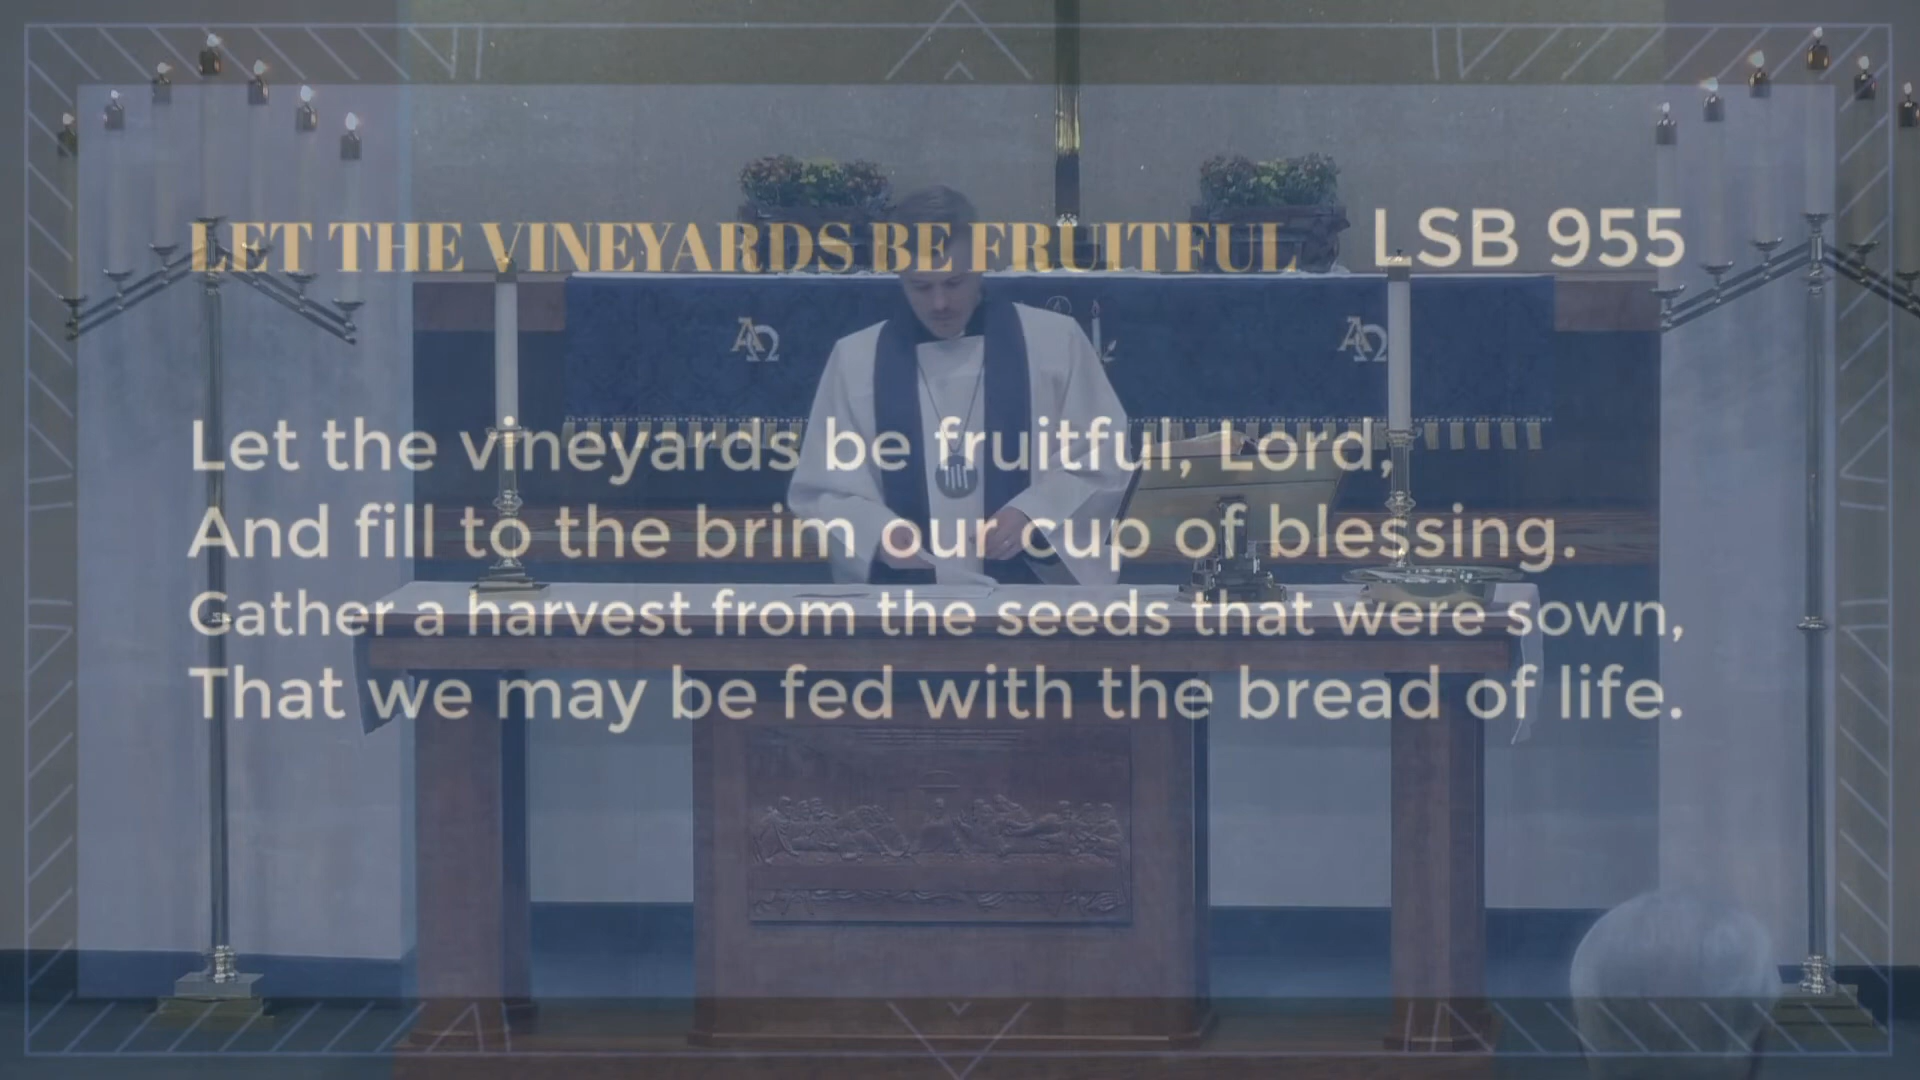 LET THE VINEYARDS BE FRUITFUL LSB 955
ΑΩ ΑΩ
Let the vineyards be fruitful, Lord,
And fill to the brim our cup of blessing.
Gather a harvest from the seeds that were sown,
That we may be fed with the bread of life.